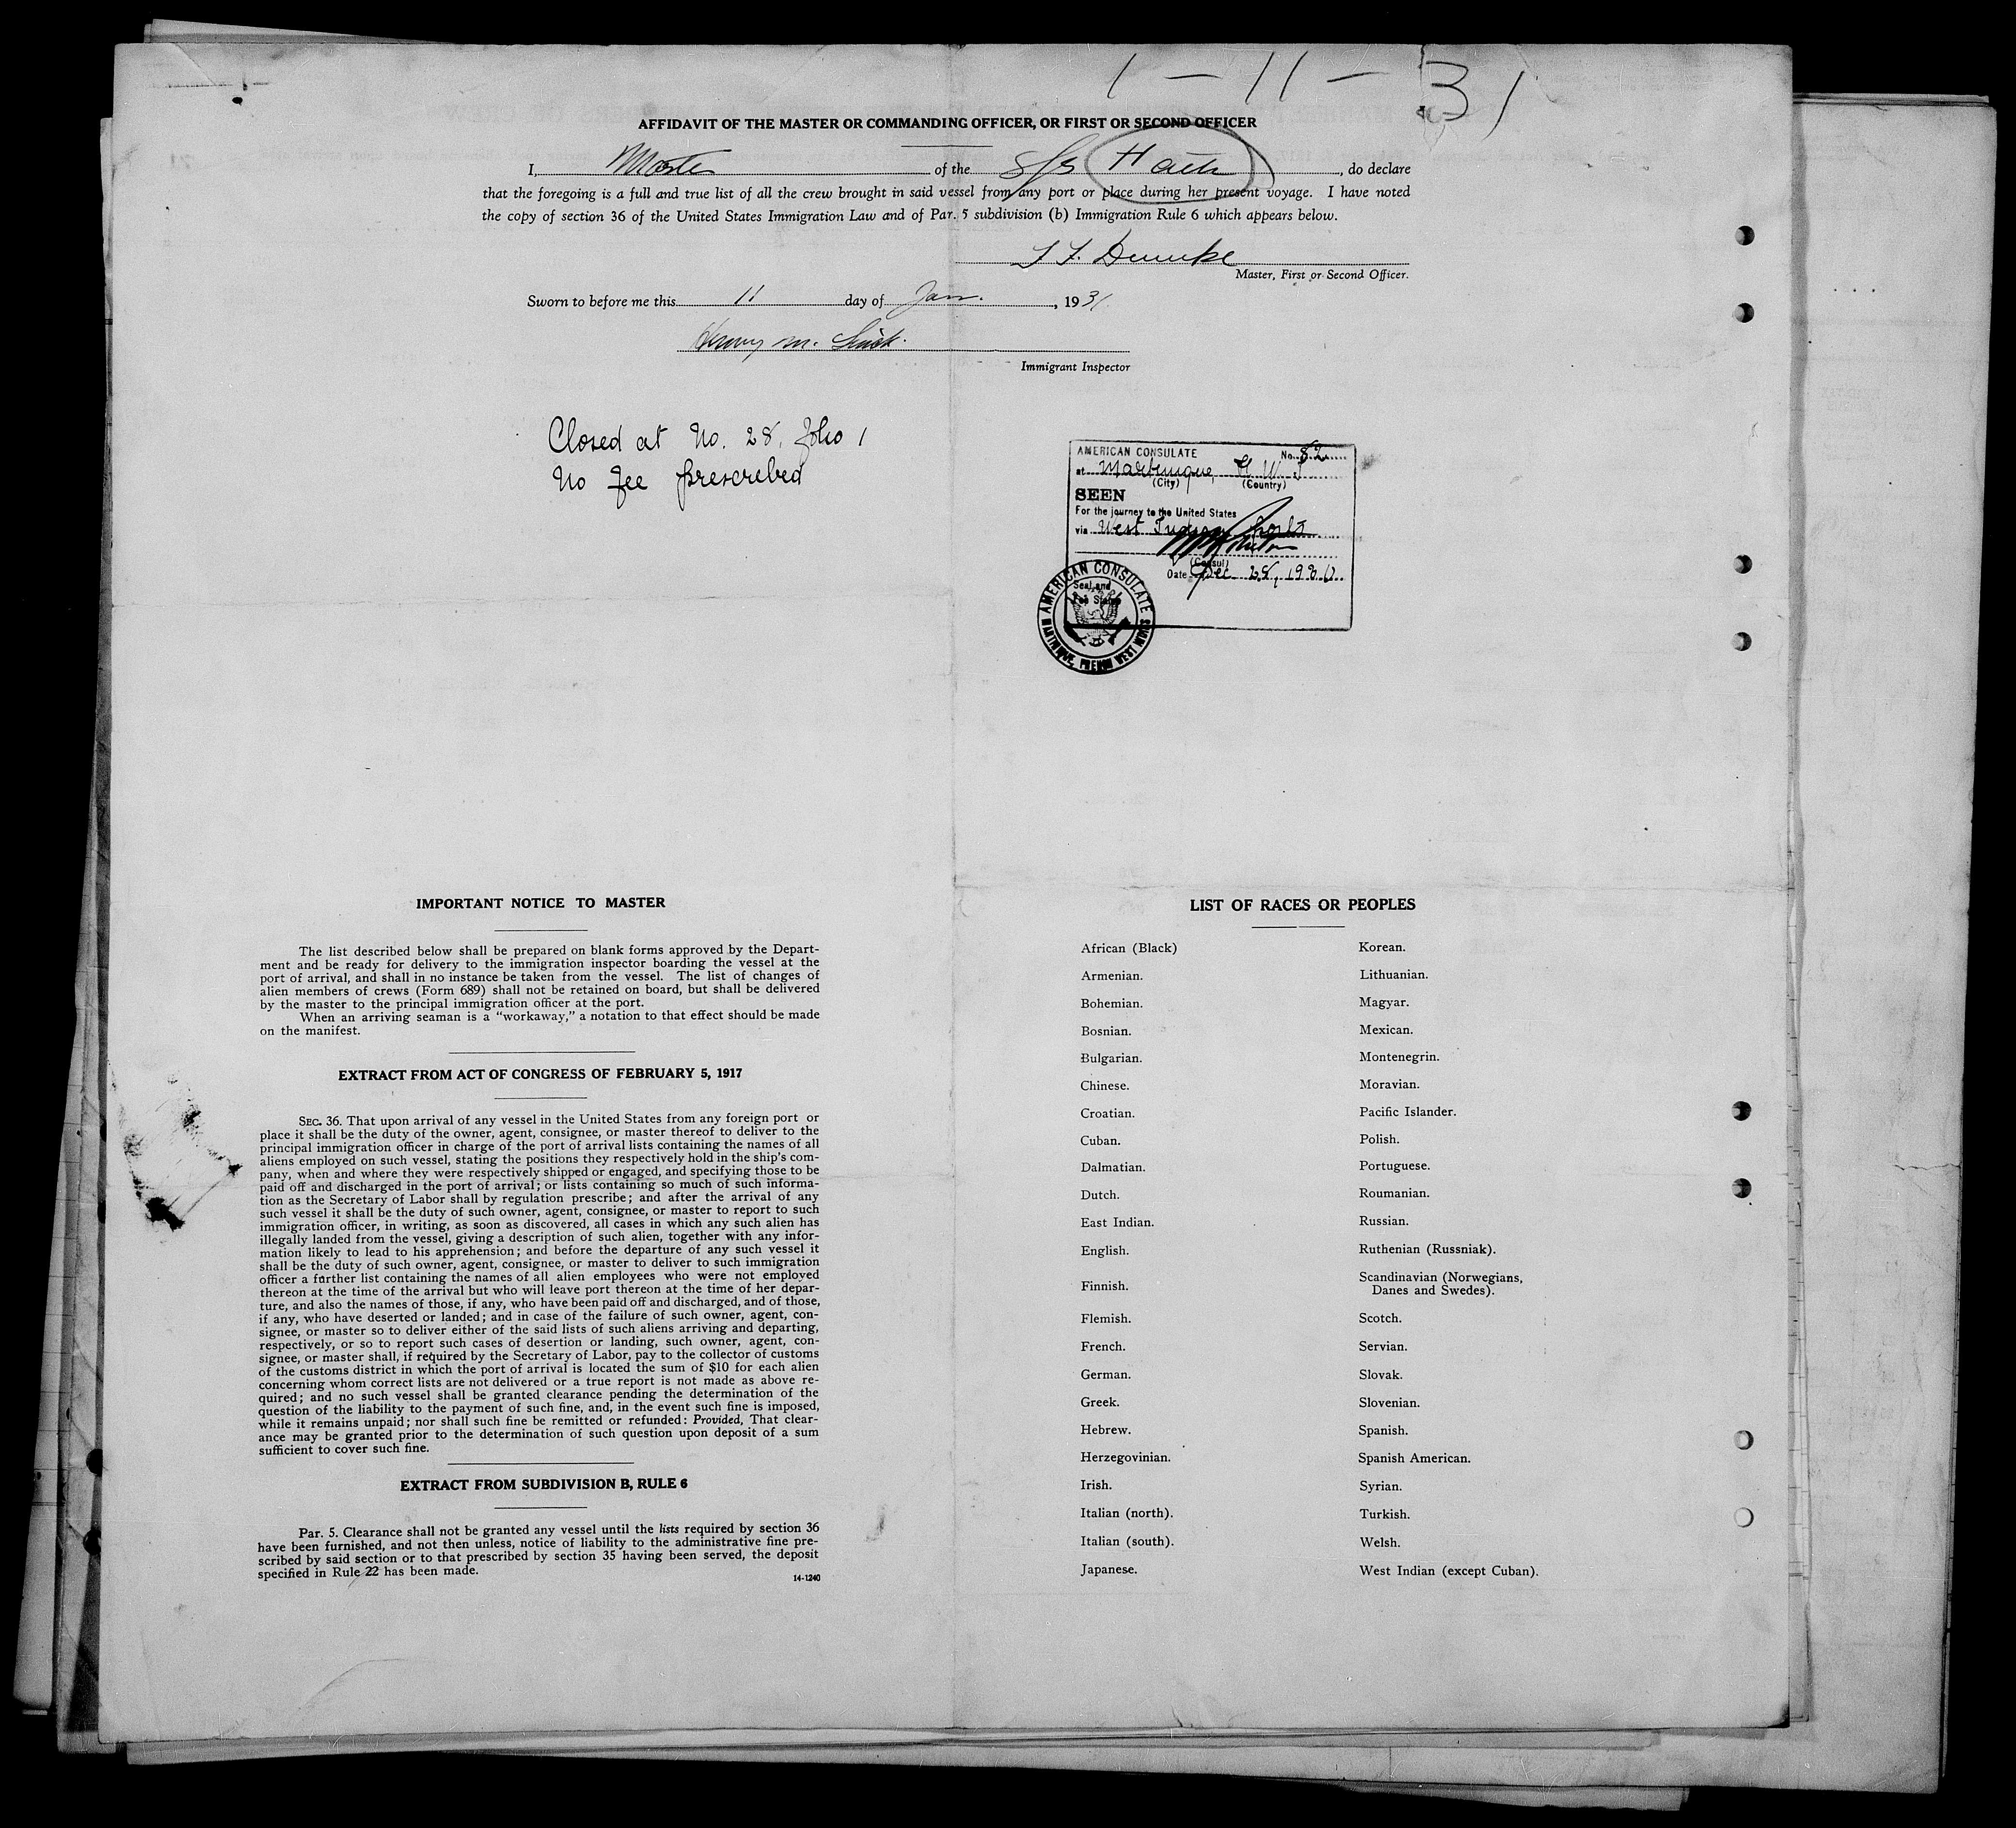 1-11-31
AFFIDAVIT OF THE MASTER OR COMMANDING OFFICER, OR FIRST OR SECOND OFFICER
I, Master of the S/S Haiti, do declare
that the foregoing is a full and true list of all the crew brought in said vessel from any port or place during her present voyage. I have noted
the copy of section 36 of the United States Immigration Law and of Par. 5 subdivision (b) Immigration Rule 6 which appears below.
Master, First or Second Officer.
Sworn to before me this 11 day of Jan., 1931
Henry M.
Immigrant Inspector
Closed at No. 28, folio 1
No Fee prescribed
AMERICAN CONSULATE No. 82
at Martinique, F. W. I.
(City) (Country)
SEEN
For the journey to the United States
via West Indian Ports
(Consul)
Date Dec 28, 1930
Seal and
Fee Stamp
AMERICAN CONSULATE
MARTINIQUE, FRENCH WEST INDIES
IMPORTANT NOTICE TO MASTER
The list described below shall be prepared on blank forms approved by the Depart-
ment and be ready for delivery to the immigration inspector boarding the vessel at the
port of arrival, and shall in no instance be taken from the vessel. The list of changes of
alien members of crews (Form 689) shall not be retained on board, but shall be delivered
by the master to the principal immigration officer at the port.
When an arriving seaman is a “workaway,” a notation to that effect should be made
on the manifest.
EXTRACT FROM ACT OF CONGRESS OF FEBRUARY 5, 1917
SEC. 36. That upon arrival of any vessel in the United States from any foreign port or
place it shall be the duty of the owner, agent, consignee, or master thereof to deliver to the
principal immigration officer in charge of the port of arrival lists containing the names of all
aliens employed on such vessel, stating the positions they respectively hold in the ship's com-
pany, when and where they were respectively shipped or engaged, and specifying those to be
paid off and discharged in the port of arrival; or lists containing so much of such informa-
tion as the Secretary of Labor shall by regulation prescribe; and after the arrival of any
such vessel it shall be the duty of such owner, agent, consignee, or master to report to such
immigration officer, in writing, as soon as discovered, all cases in which any such alien has
illegally landed from the vessel, giving a description of such alien, together with any infor-
mation likely to lead to his apprehension; and before the departure of any such vessel it
shall be the duty of such owner, agent, consignee, or master to deliver to such immigration
officer a further list containing the names of all alien employees who were not employed
thereon at the time of the arrival but who will leave port thereon at the time of her depar-
ture, and also the names of those, if any, who have been paid off and discharged, and of those,
if any, who have deserted or landed; and in case of the failure of such owner, agent, con-
signee, or master so to deliver either of the said lists of such aliens arriving and departing,
respectively, or so to report such cases of desertion or landing, such owner, agent, con-
signee, or master shall, if required by the Secretary of Labor, pay to the collector of customs
of the customs district in which the port of arrival is located the sum of $10 for each alien
concerning whom correct lists are not delivered or a true report is not made as above re-
quired; and no such vessel shall be granted clearance pending the determination of the
question of the liability to the payment of such fine, and, in the event such fine is imposed,
while it remains unpaid; nor shall such fine be remitted or refunded: Provided, That clear-
ance may be granted prior to the determination of such question upon deposit of a sum
sufficient to cover such fine.
EXTRACT FROM SUBDIVISION B, RULE 6
Par. 5. Clearance shall not be granted any vessel until the lists required by section 36
have been furnished, and not then unless, notice of liability to the administrative fine pre-
scribed by said section or to that prescribed by section 35 having been served, the deposit
specified in Rule 22 has been made.
14-1240
LIST OF RACES OR PEOPLES
African (Black)
Armenian.
Bohemian.
Bosnian.
Bulgarian.
Chinese.
Croatian.
Cuban.
Dalmatian.
Dutch.
East Indian.
English.
Finnish.
Flemish.
French.
German.
Greek.
Hebrew.
Herzegovinian.
Irish.
Italian (north).
Italian (south).
Japanese.
Korean.
Lithuanian.
Magyar.
Mexican.
Montenegrin.
Moravian.
Pacific Islander.
Polish.
Portuguese.
Roumanian.
Russian.
Ruthenian (Russniak).
Scandinavian (Norwegians,
Danes and Swedes).
Scotch.
Servian.
Slovak.
Slovenian.
Spanish.
Spanish American.
Syrian.
Turkish.
Welsh.
West Indian (except Cuban).